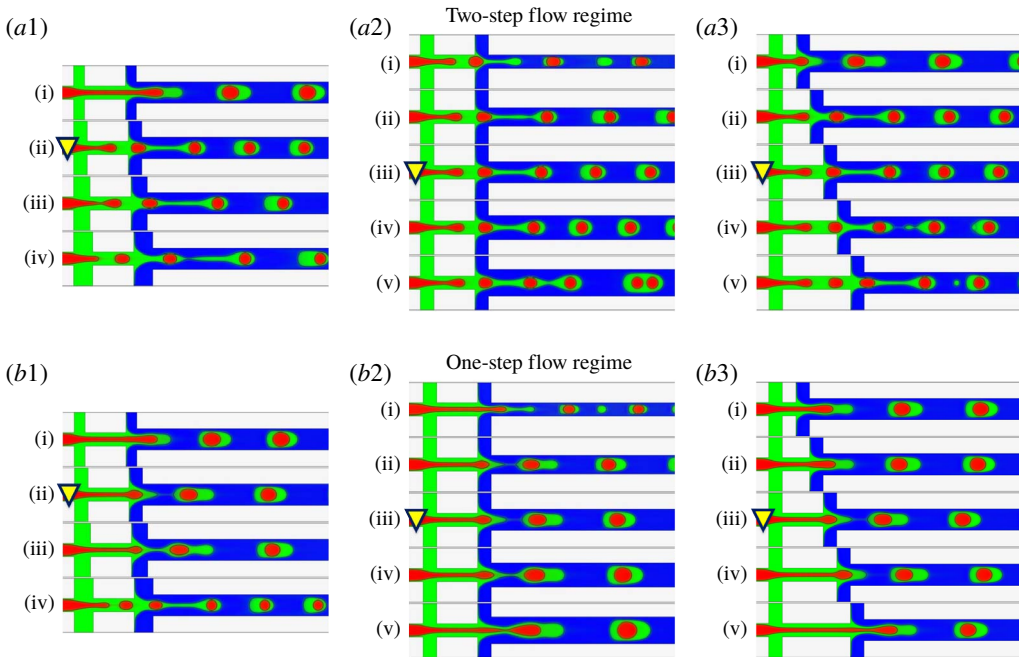 Two-step flow regime
(a1) (a2) (a3)
(i) (i) (i)
(ii) (ii) (ii)
(iii) (iii) (iii)
(iv) (iv) (iv)
(v) (v)
One-step flow regime
(b1) (b2) (b3)
(i) (i) (i)
(ii) (ii) (ii)
(iii) (iii) (iii)
(iv) (iv) (iv)
(v) (v)